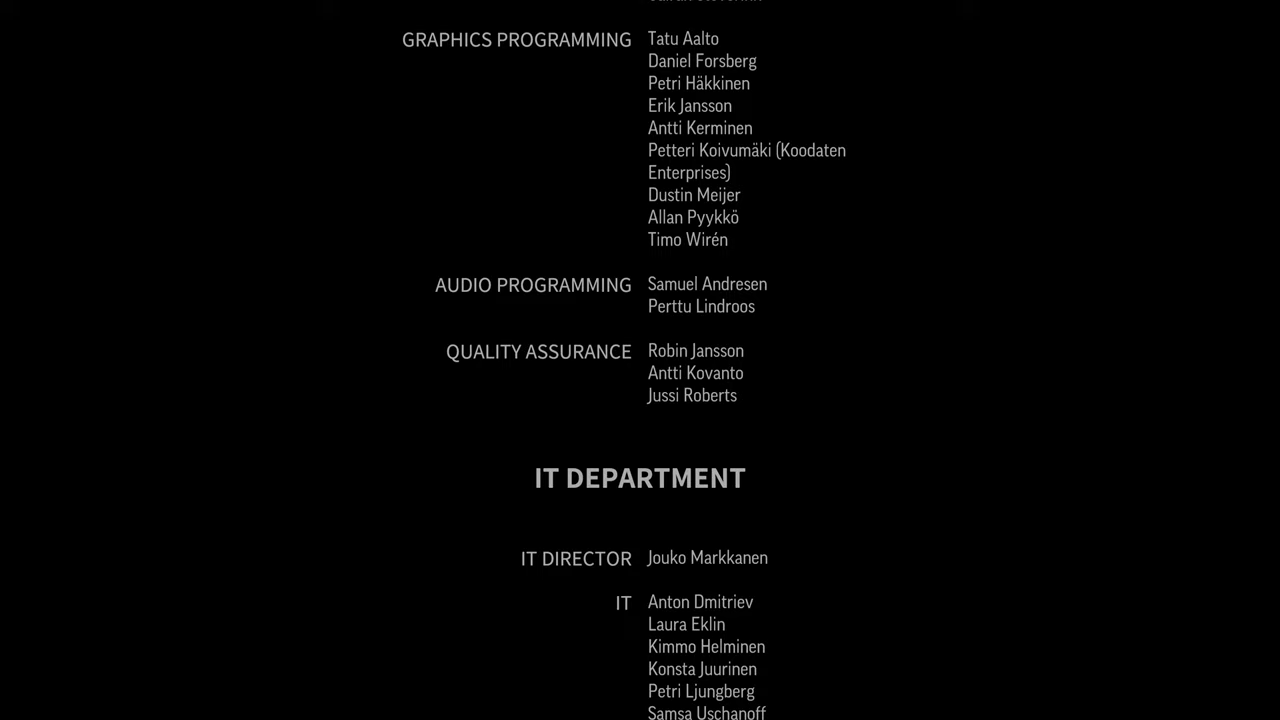 GRAPHICS PROGRAMMING Tatu Aalto
Daniel Forsberg
Petri Häkkinen
Erik Jansson
Antti Kerminen
Petteri Koivumäki (Koodaten
Enterprises)
Dustin Meijer
Allan Pyykkö
Timo Wirén
AUDIO PROGRAMMING Samuel Andresen
Perttu Lindroos
QUALITY ASSURANCE Robin Jansson
Antti Kovanto
Jussi Roberts
IT DEPARTMENT
IT DIRECTOR Jouko Markkanen
IT Anton Dmitriev
Laura Eklin
Kimmo Helminen
Konsta Juurinen
Petri Ljungberg
Samsa Uschanoff